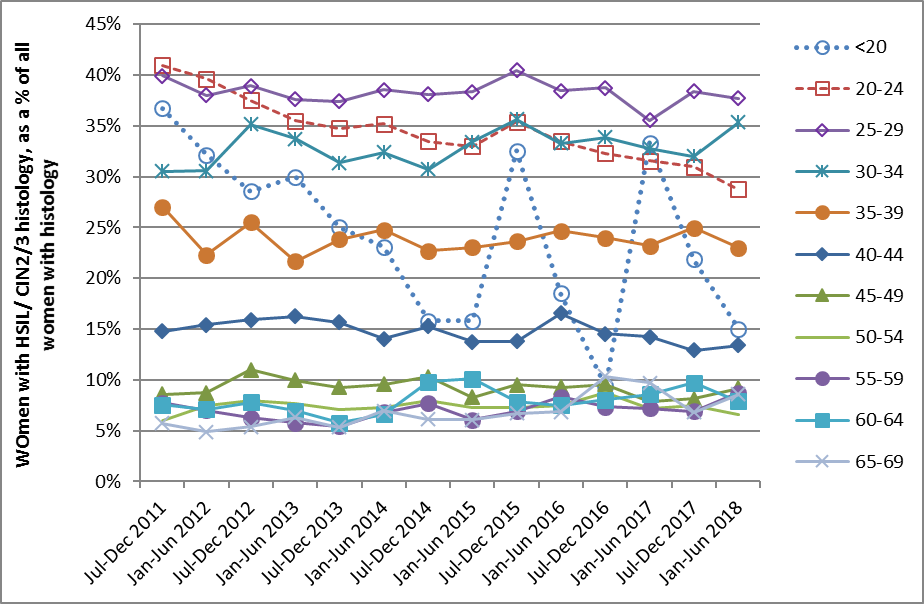 WOmen with HSIL/ CIN2/3 histology, as a % of all
women with histology
45%
40%
35%
30%
25%
20%
15%
10%
5%
0%
Jul-Dec 2011
Jan-Jun 2012
Jul-Dec 2012
Jan-Jun 2013
Jul-Dec 2013
Jan-Jun 2014
Jul-Dec 2014
Jan-Jun 2015
Jul-Dec 2015
Jan-Jun 2016
Jul-Dec 2016
Jan-Jun 2017
Jul-Dec 2017
Jan-Jun 2018
<20
20-24
25-29
30-34
35-39
40-44
45-49
50-54
55-59
60-64
65-69